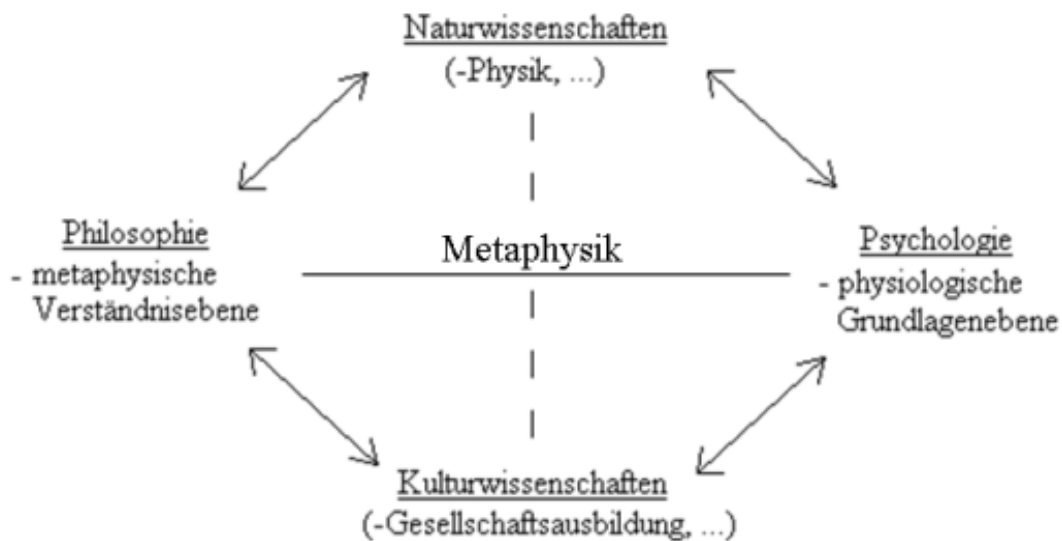 Naturwissenschaften
(-Physik, ...)
Philosophie
- metaphysische
Verständnisebene
Metaphysik
Psychologie
- physiologische
Grundlagenebene
Kulturwissenschaften
(-Gesellschaftsausbildung, ...)